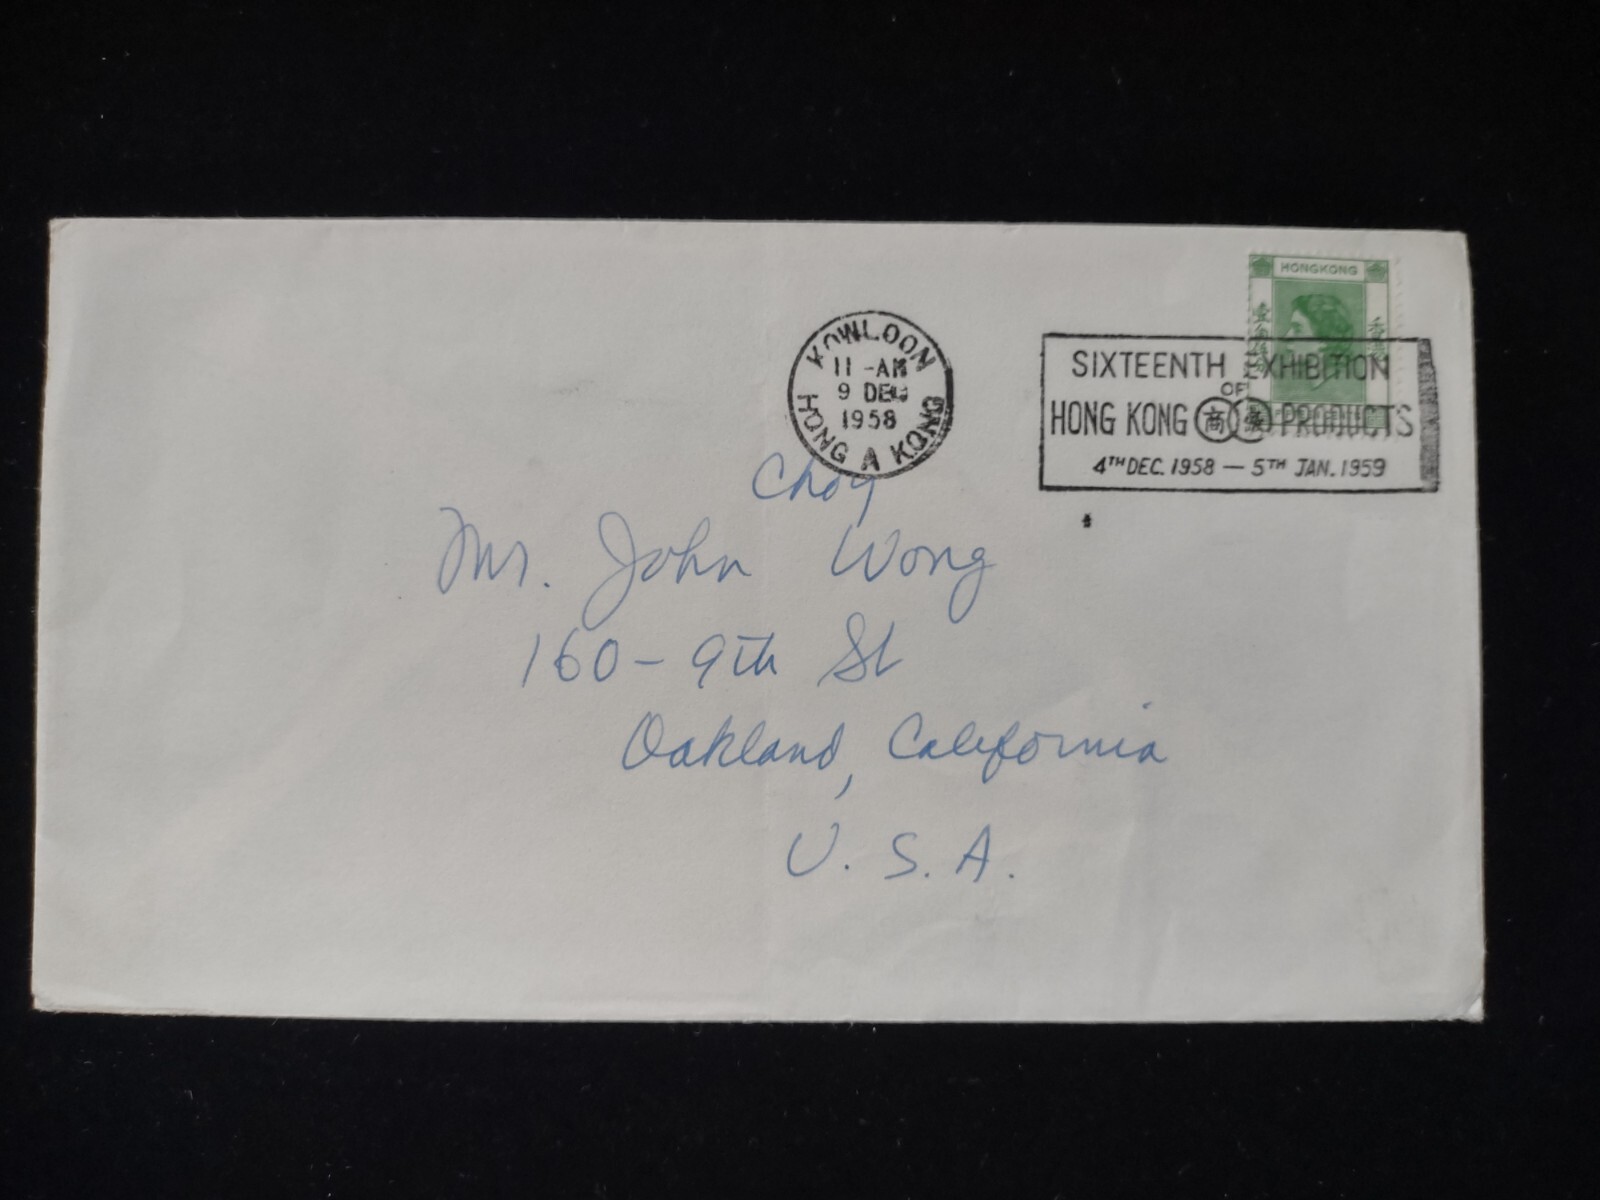 HONGKONG
KOWLOON
11 -AM
9 DEC
1958
HONG A KONG
SIXTEENTH EXHIBITION
OF
HONG KONG 商 PRODUCTS
4TH DEC. 1958 — 5TH JAN. 1959
Choy
Mr. John Wong
160 - 9th St
Oakland, California
U. S. A.